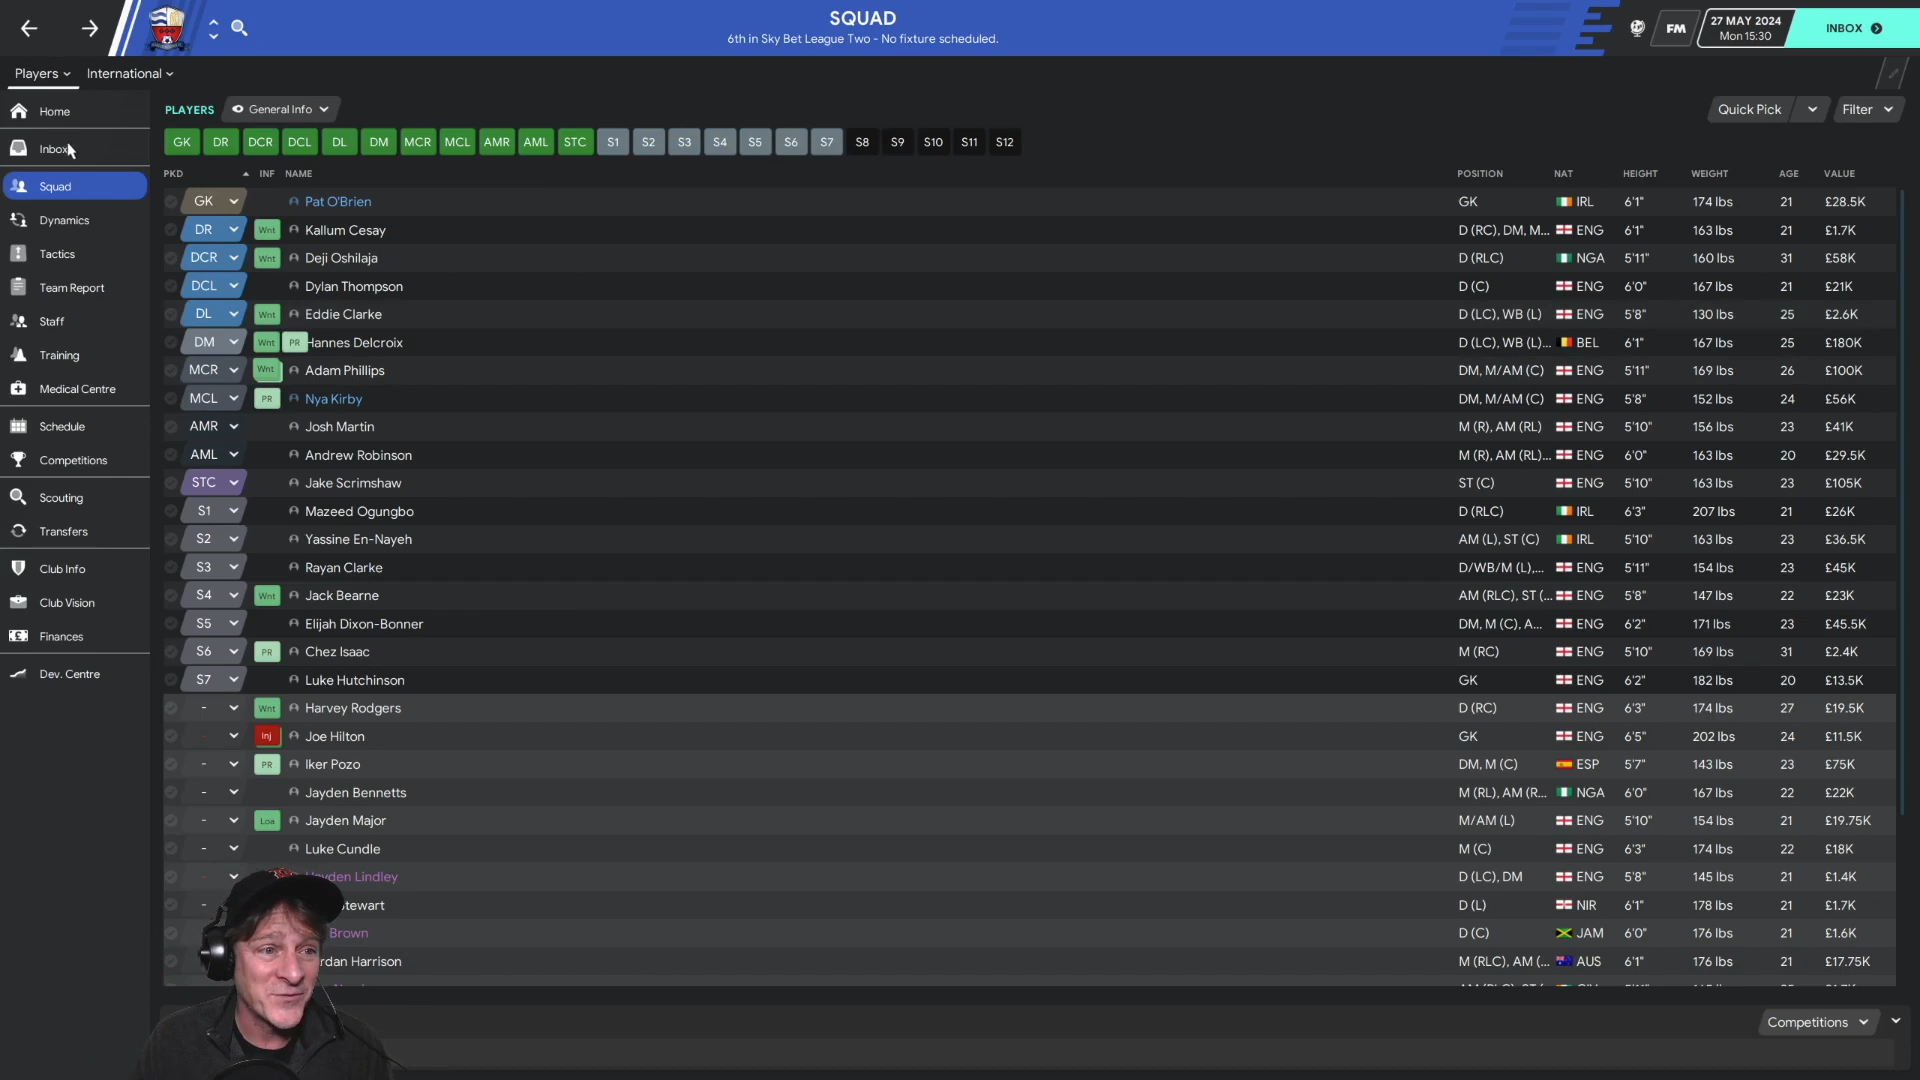 SQUAD
6th in Sky Bet League Two - No fixture scheduled.
FM
27 MAY 2024
Mon 15:30
INBOX
Players International
Home
Inbox
Squad
Dynamics
Tactics
Team Report
Staff
Training
Medical Centre
Schedule
Competitions
Scouting
Transfers
Club Info
Club Vision
Finances
Dev. Centre
PLAYERS General Info Quick Pick Filter
GK DR DCR DCL DL DM MCR MCL AMR AML STC S1 S2 S3 S4 S5 S6 S7 S8 S9 S10 S11 S12
PKD INF NAME POSITION NAT HEIGHT WEIGHT AGE VALUE
GK Pat O'Brien GK IRL 6'1" 174 lbs 21 £28.5K
DR Wnt Kallum Cesay D (RC), DM, M... ENG 6'1" 163 lbs 21 £1.7K
DCR Wnt Deji Oshilaja D (RLC) NGA 5'11" 160 lbs 31 £58K
DCL Dylan Thompson D (C) ENG 6'0" 167 lbs 21 £21K
DL Wnt Eddie Clarke D (LC), WB (L) ENG 5'8" 130 lbs 25 £2.6K
DM Wnt PR Hannes Delcroix D (LC), WB (L)... BEL 6'1" 167 lbs 25 £180K
MCR Wnt Adam Phillips DM, M/AM (C) ENG 5'11" 169 lbs 26 £100K
MCL PR Nya Kirby DM, M/AM (C) ENG 5'8" 152 lbs 24 £56K
AMR Josh Martin M (R), AM (RL) ENG 5'10" 156 lbs 23 £41K
AML Andrew Robinson M (R), AM (RL)... ENG 6'0" 163 lbs 20 £29.5K
STC Jake Scrimshaw ST (C) ENG 5'10" 163 lbs 23 £105K
S1 Mazeed Ogungbo D (RLC) IRL 6'3" 207 lbs 21 £26K
S2 Yassine En-Nayeh AM (L), ST (C) IRL 5'10" 163 lbs 23 £36.5K
S3 Rayan Clarke D/WB/M (L),... ENG 5'11" 154 lbs 23 £45K
S4 Wnt Jack Bearne AM (RLC), ST (... ENG 5'8" 147 lbs 22 £23K
S5 Elijah Dixon-Bonner DM, M (C), A... ENG 6'2" 171 lbs 23 £45.5K
S6 PR Chez Isaac M (RC) ENG 5'10" 169 lbs 31 £2.4K
S7 Luke Hutchinson GK ENG 6'2" 182 lbs 20 £13.5K
- Wnt Harvey Rodgers D (RC) ENG 6'3" 174 lbs 27 £19.5K
- Inj Joe Hilton GK ENG 6'5" 202 lbs 24 £11.5K
- PR Iker Pozo DM, M (C) ESP 5'7" 143 lbs 23 £75K
- Jayden Bennetts M (RL), AM (R... NGA 6'0" 167 lbs 22 £22K
- Loa Jayden Major M/AM (L) ENG 5'10" 154 lbs 21 £19.75K
- Luke Cundle M (C) ENG 6'3" 174 lbs 22 £18K
- Lindley D (LC), DM ENG 5'8" 145 lbs 21 £1.4K
- tewart D (L) NIR 6'1" 178 lbs 21 £1.7K
Brown D (C) JAM 6'0" 176 lbs 21 £1.6K
rdan Harrison M (RLC), AM (... AUS 6'1" 176 lbs 21 £17.75K
Competitions